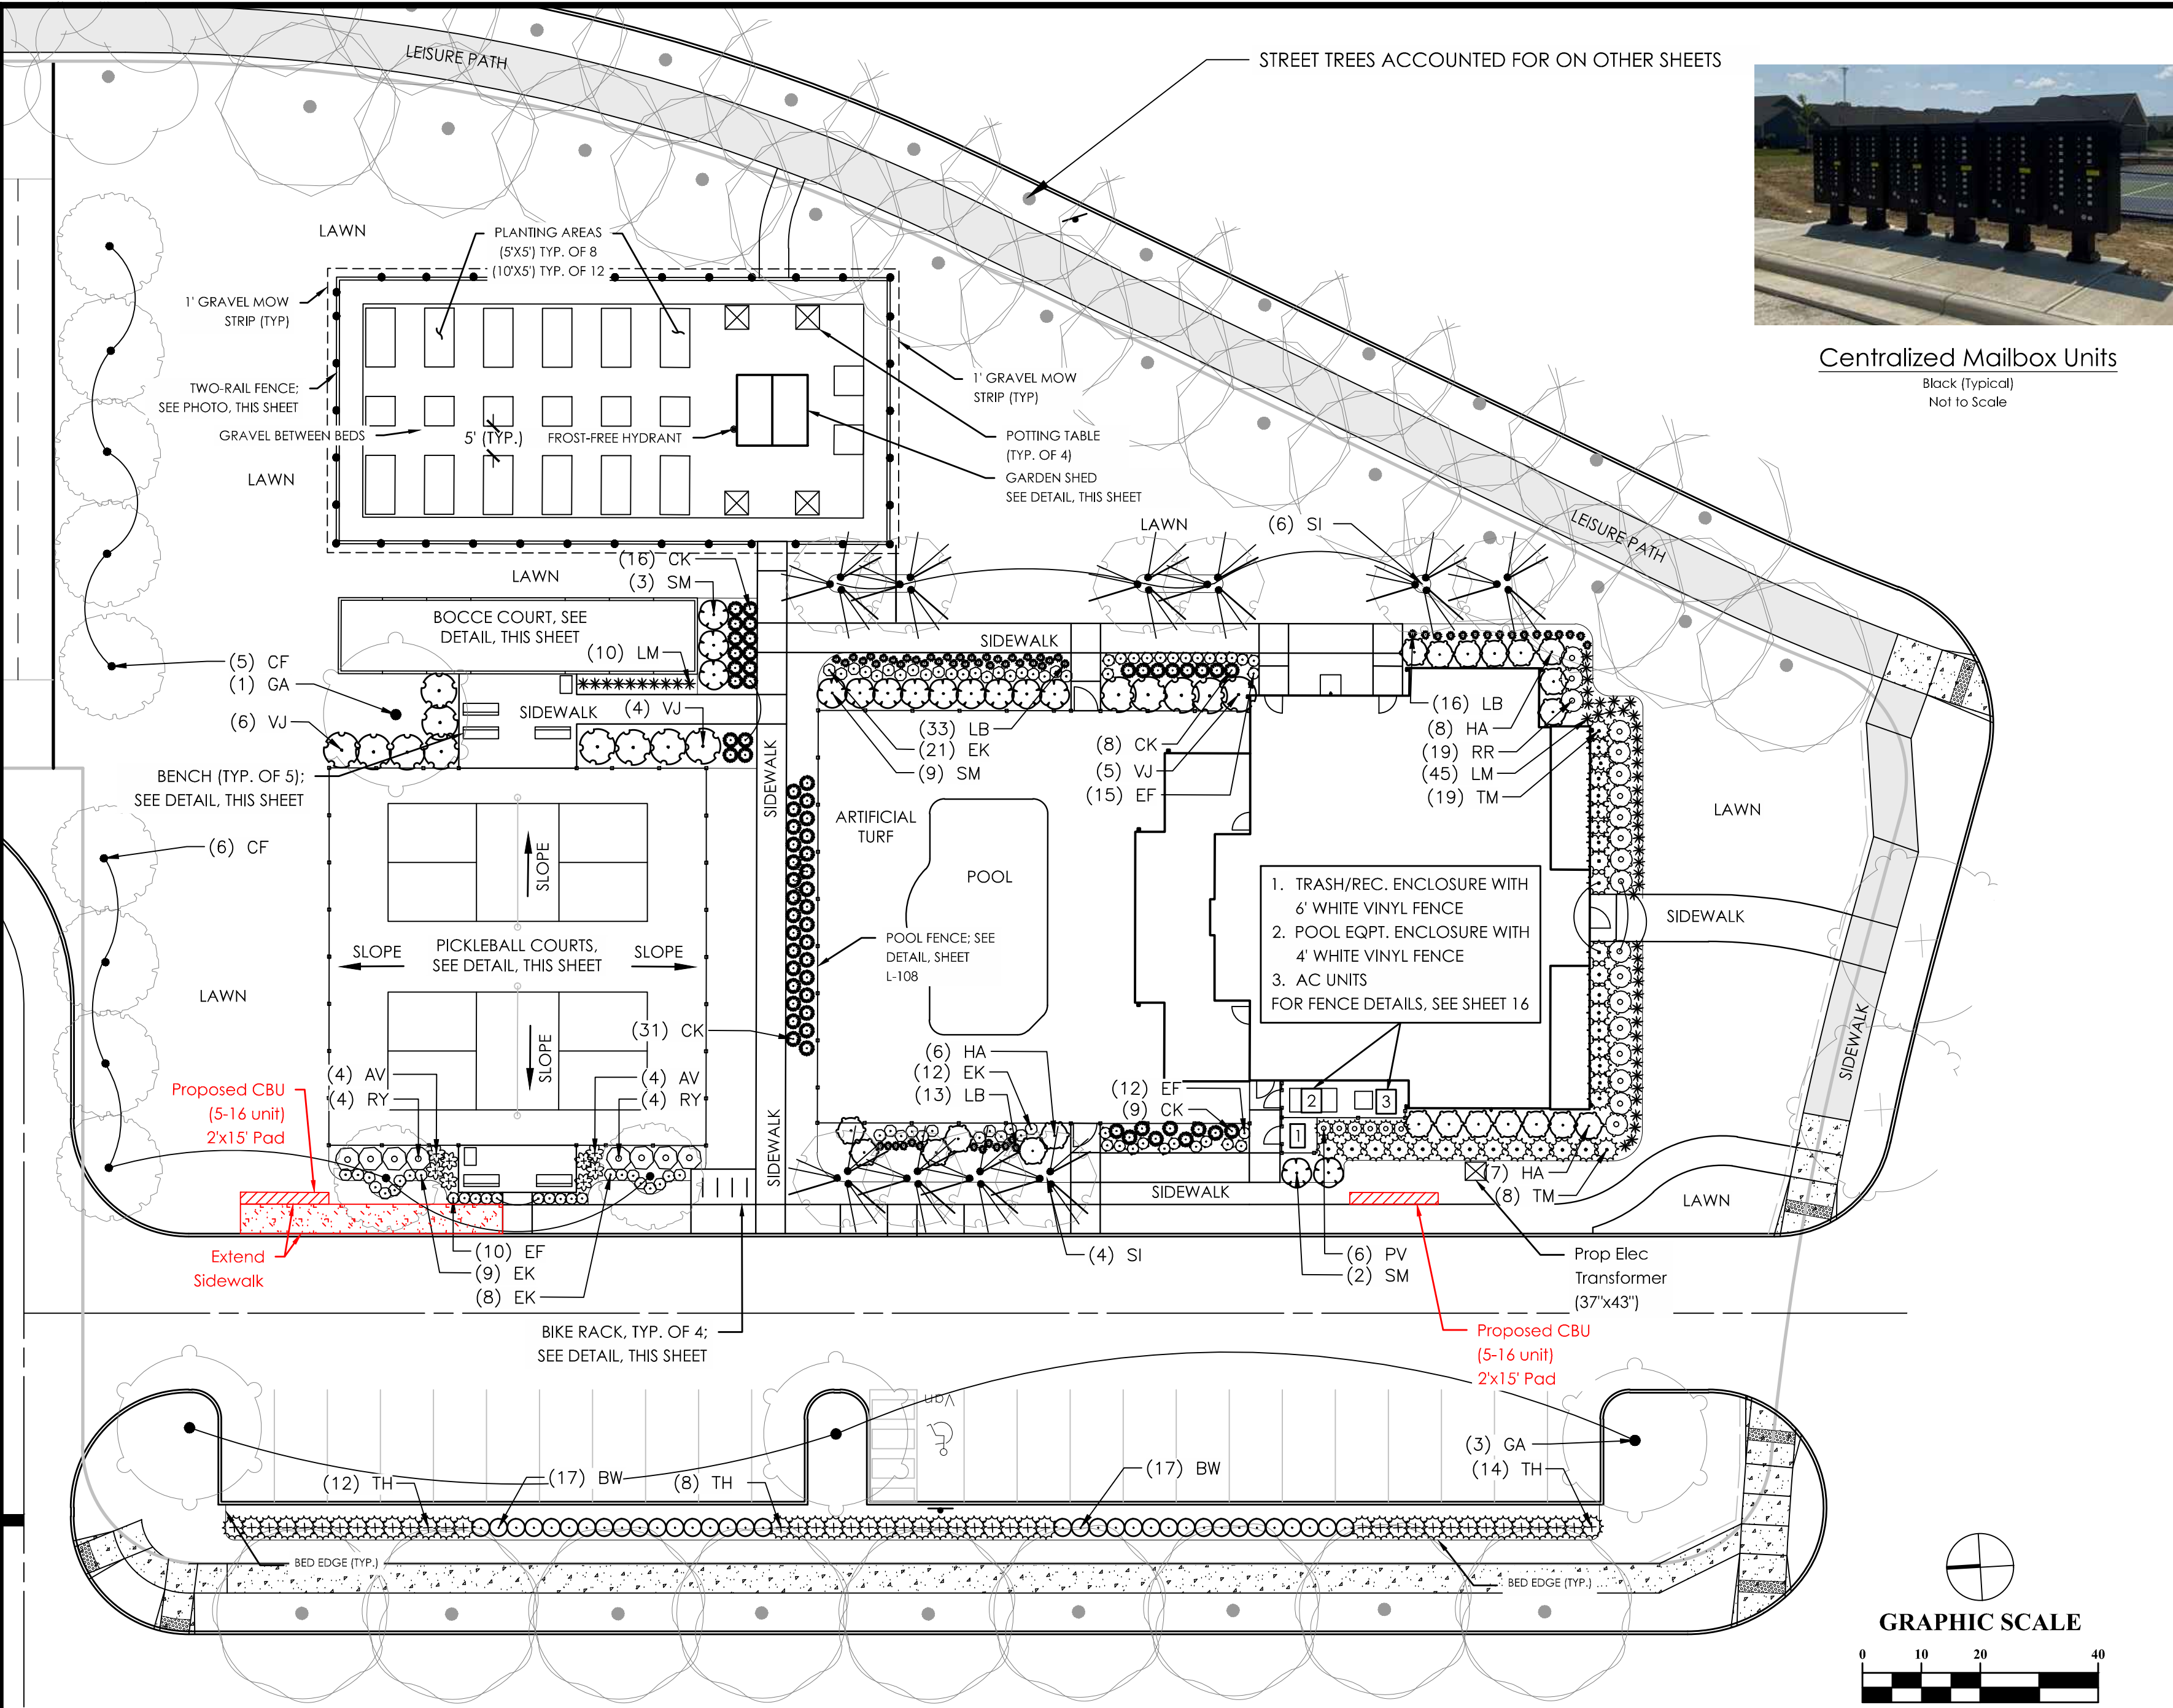 LEISURE PATH
STREET TREES ACCOUNTED FOR ON OTHER SHEETS
Centralized Mailbox Units
Black (Typical)
Not to Scale
LAWN
PLANTING AREAS
(5'X5') TYP. OF 8
(10'X5') TYP. OF 12
1' GRAVEL MOW
STRIP (TYP)
TWO-RAIL FENCE;
SEE PHOTO, THIS SHEET
GRAVEL BETWEEN BEDS
5' (TYP.)
FROST-FREE HYDRANT
1' GRAVEL MOW
STRIP (TYP)
POTTING TABLE
(TYP. OF 4)
GARDEN SHED
SEE DETAIL, THIS SHEET
LAWN
LAWN
(6) SI
LEISURE PATH
LAWN
(16) CK
(3) SM
BOCCE COURT, SEE
DETAIL, THIS SHEET
(10) LM
SIDEWALK
(5) CF
(1) GA
(6) VJ
SIDEWALK
(4) VJ
BENCH (TYP. OF 5);
SEE DETAIL, THIS SHEET
(33) LB
(21) EK
(9) SM
(8) CK
(5) VJ
(15) EF
(16) LB
(8) HA
(19) RR
(45) LM
(19) TM
SIDEWALK
LAWN
ARTIFICIAL
TURF
POOL
(6) CF
SLOPE
SLOPE
PICKLEBALL COURTS,
SEE DETAIL, THIS SHEET
SLOPE
SLOPE
POOL FENCE; SEE
DETAIL, SHEET
L-108
1. TRASH/REC. ENCLOSURE WITH
6' WHITE VINYL FENCE
2. POOL EQPT. ENCLOSURE WITH
4' WHITE VINYL FENCE
3. AC UNITS
FOR FENCE DETAILS, SEE SHEET 16
SIDEWALK
SIDEWALK
LAWN
(31) CK
(4) AV
(4) RY
(4) AV
(4) RY
(6) HA
(12) EK
(13) LB
(12) EF
(9) CK
2
3
1
Proposed CBU
(5-16 unit)
2'x15' Pad
SIDEWALK
SIDEWALK
(7) HA
(8) TM
LAWN
Extend
Sidewalk
(10) EF
(9) EK
(8) EK
(4) SI
(6) PV
(2) SM
Prop Elec
Transformer
(37"x43")
BIKE RACK, TYP. OF 4;
SEE DETAIL, THIS SHEET
Proposed CBU
(5-16 unit)
2'x15' Pad
Van
(12) TH
(17) BW
(8) TH
(17) BW
(3) GA
(14) TH
BED EDGE (TYP.)
BED EDGE (TYP.)
GRAPHIC SCALE
0 10 20 40